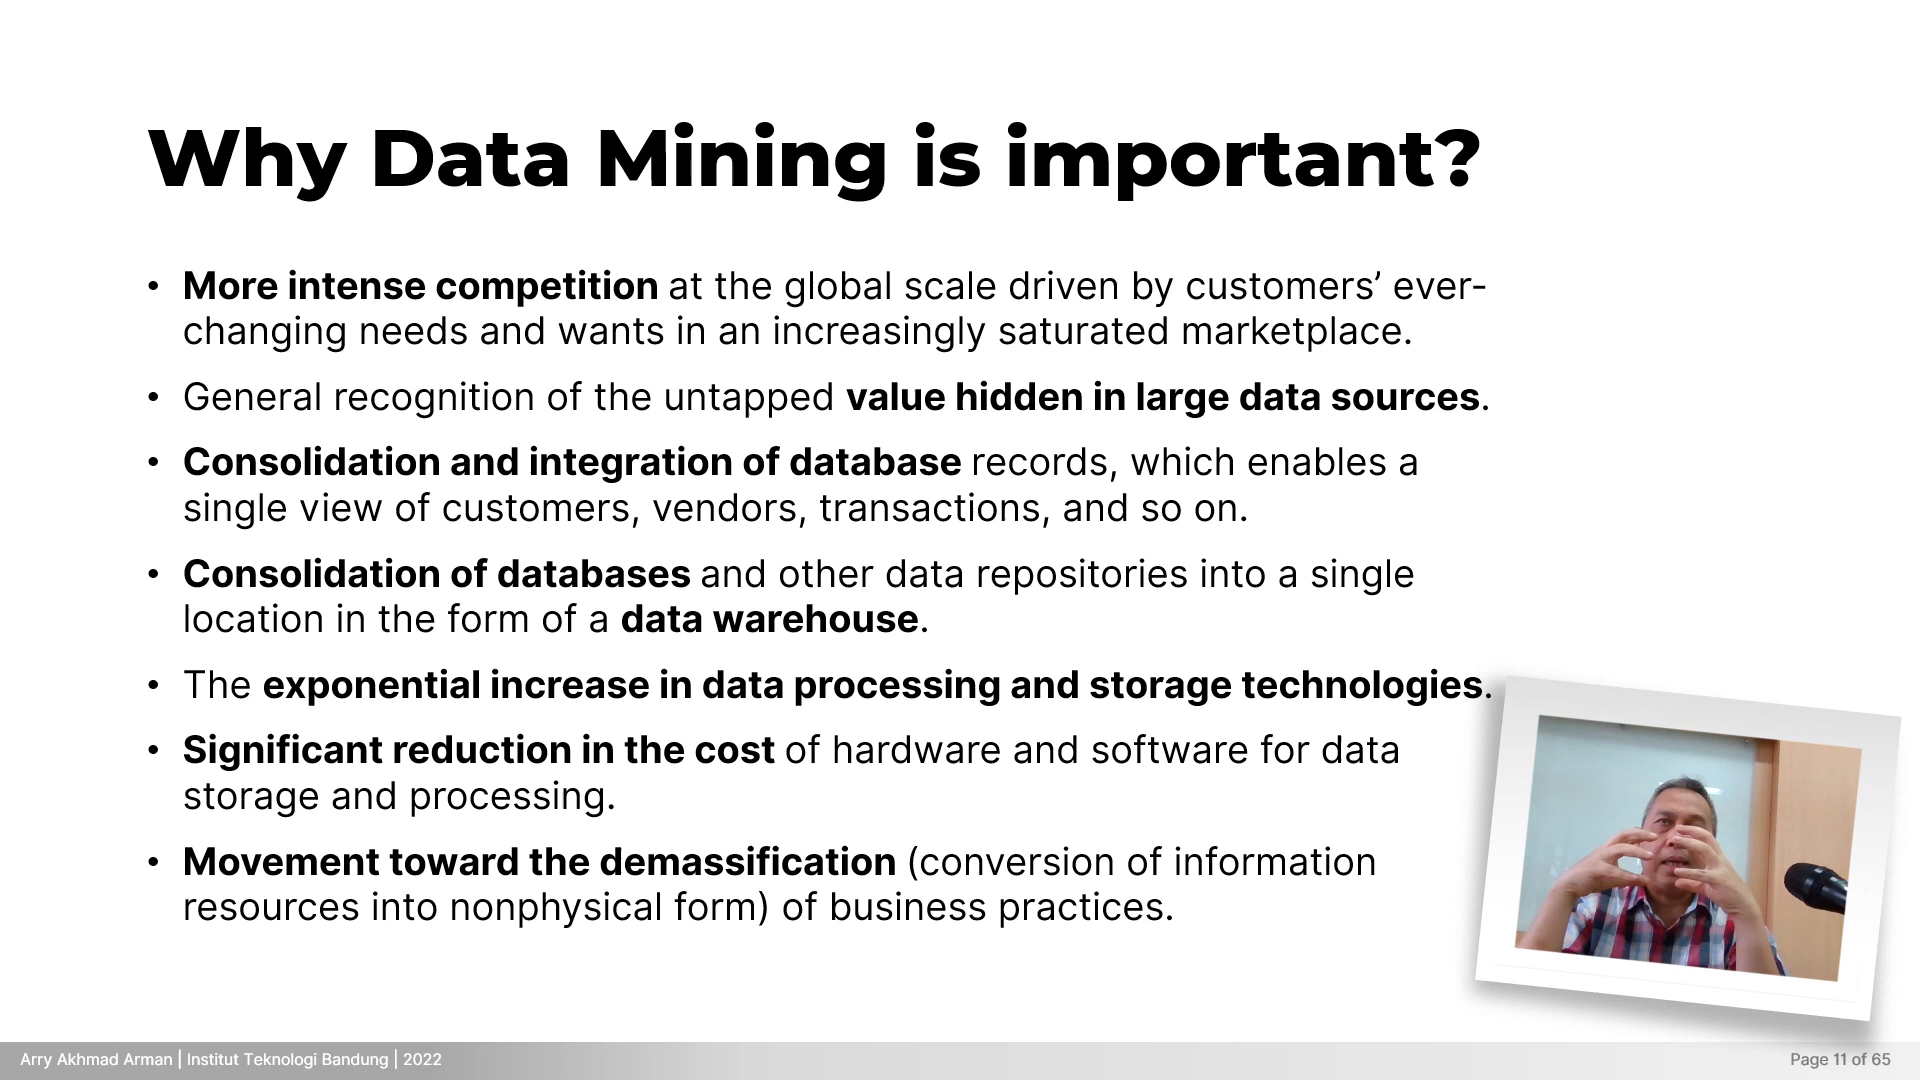 Why Data Mining is important?
• More intense competition at the global scale driven by customers’ ever-
changing needs and wants in an increasingly saturated marketplace.
• General recognition of the untapped value hidden in large data sources.
• Consolidation and integration of database records, which enables a
single view of customers, vendors, transactions, and so on.
• Consolidation of databases and other data repositories into a single
location in the form of a data warehouse.
• The exponential increase in data processing and storage technologies.
• Significant reduction in the cost of hardware and software for data
storage and processing.
• Movement toward the demassification (conversion of information
resources into nonphysical form) of business practices.
Arry Akhmad Arman | Institut Teknologi Bandung | 2022
Page 11 of 65